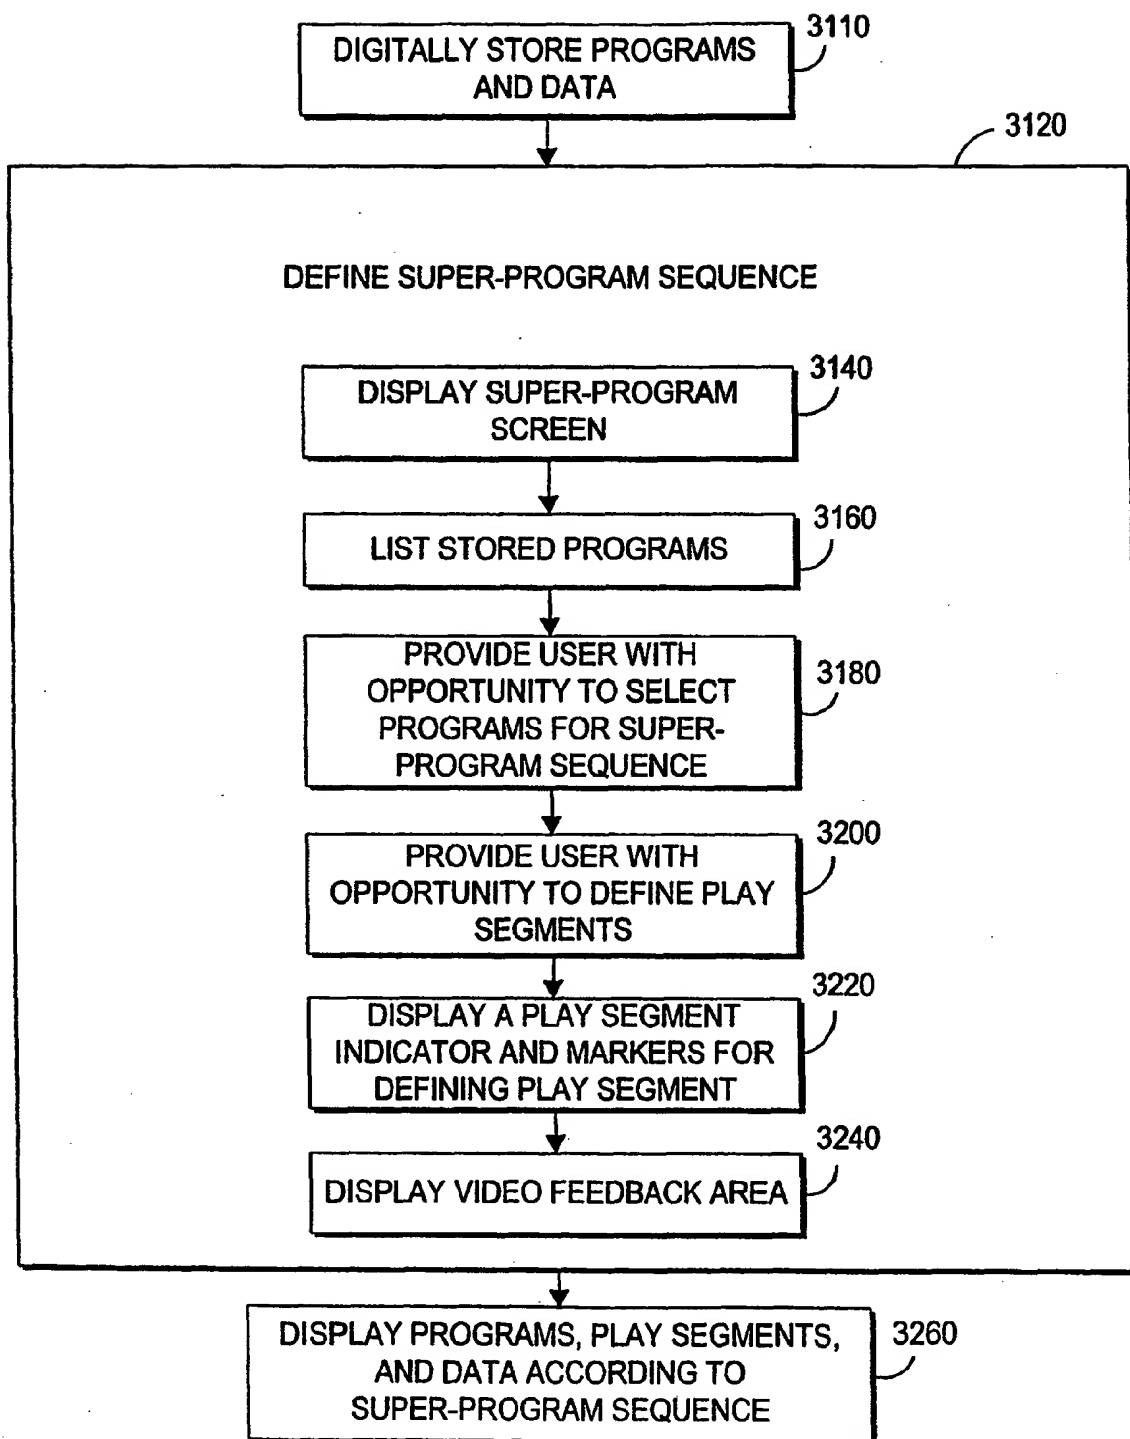 3110
DIGITALLY STORE PROGRAMS
AND DATA
3120
DEFINE SUPER-PROGRAM SEQUENCE
3140
DISPLAY SUPER-PROGRAM
SCREEN
3160
LIST STORED PROGRAMS
PROVIDE USER WITH
OPPORTUNITY TO SELECT
PROGRAMS FOR SUPER-
PROGRAM SEQUENCE
3180
3200
PROVIDE USER WITH
OPPORTUNITY TO DEFINE PLAY
SEGMENTS
3220
DISPLAY A PLAY SEGMENT
INDICATOR AND MARKERS FOR
DEFINING PLAY SEGMENT
3240
DISPLAY VIDEO FEEDBACK AREA
DISPLAY PROGRAMS, PLAY SEGMENTS,
AND DATA ACCORDING TO
SUPER-PROGRAM SEQUENCE
3260